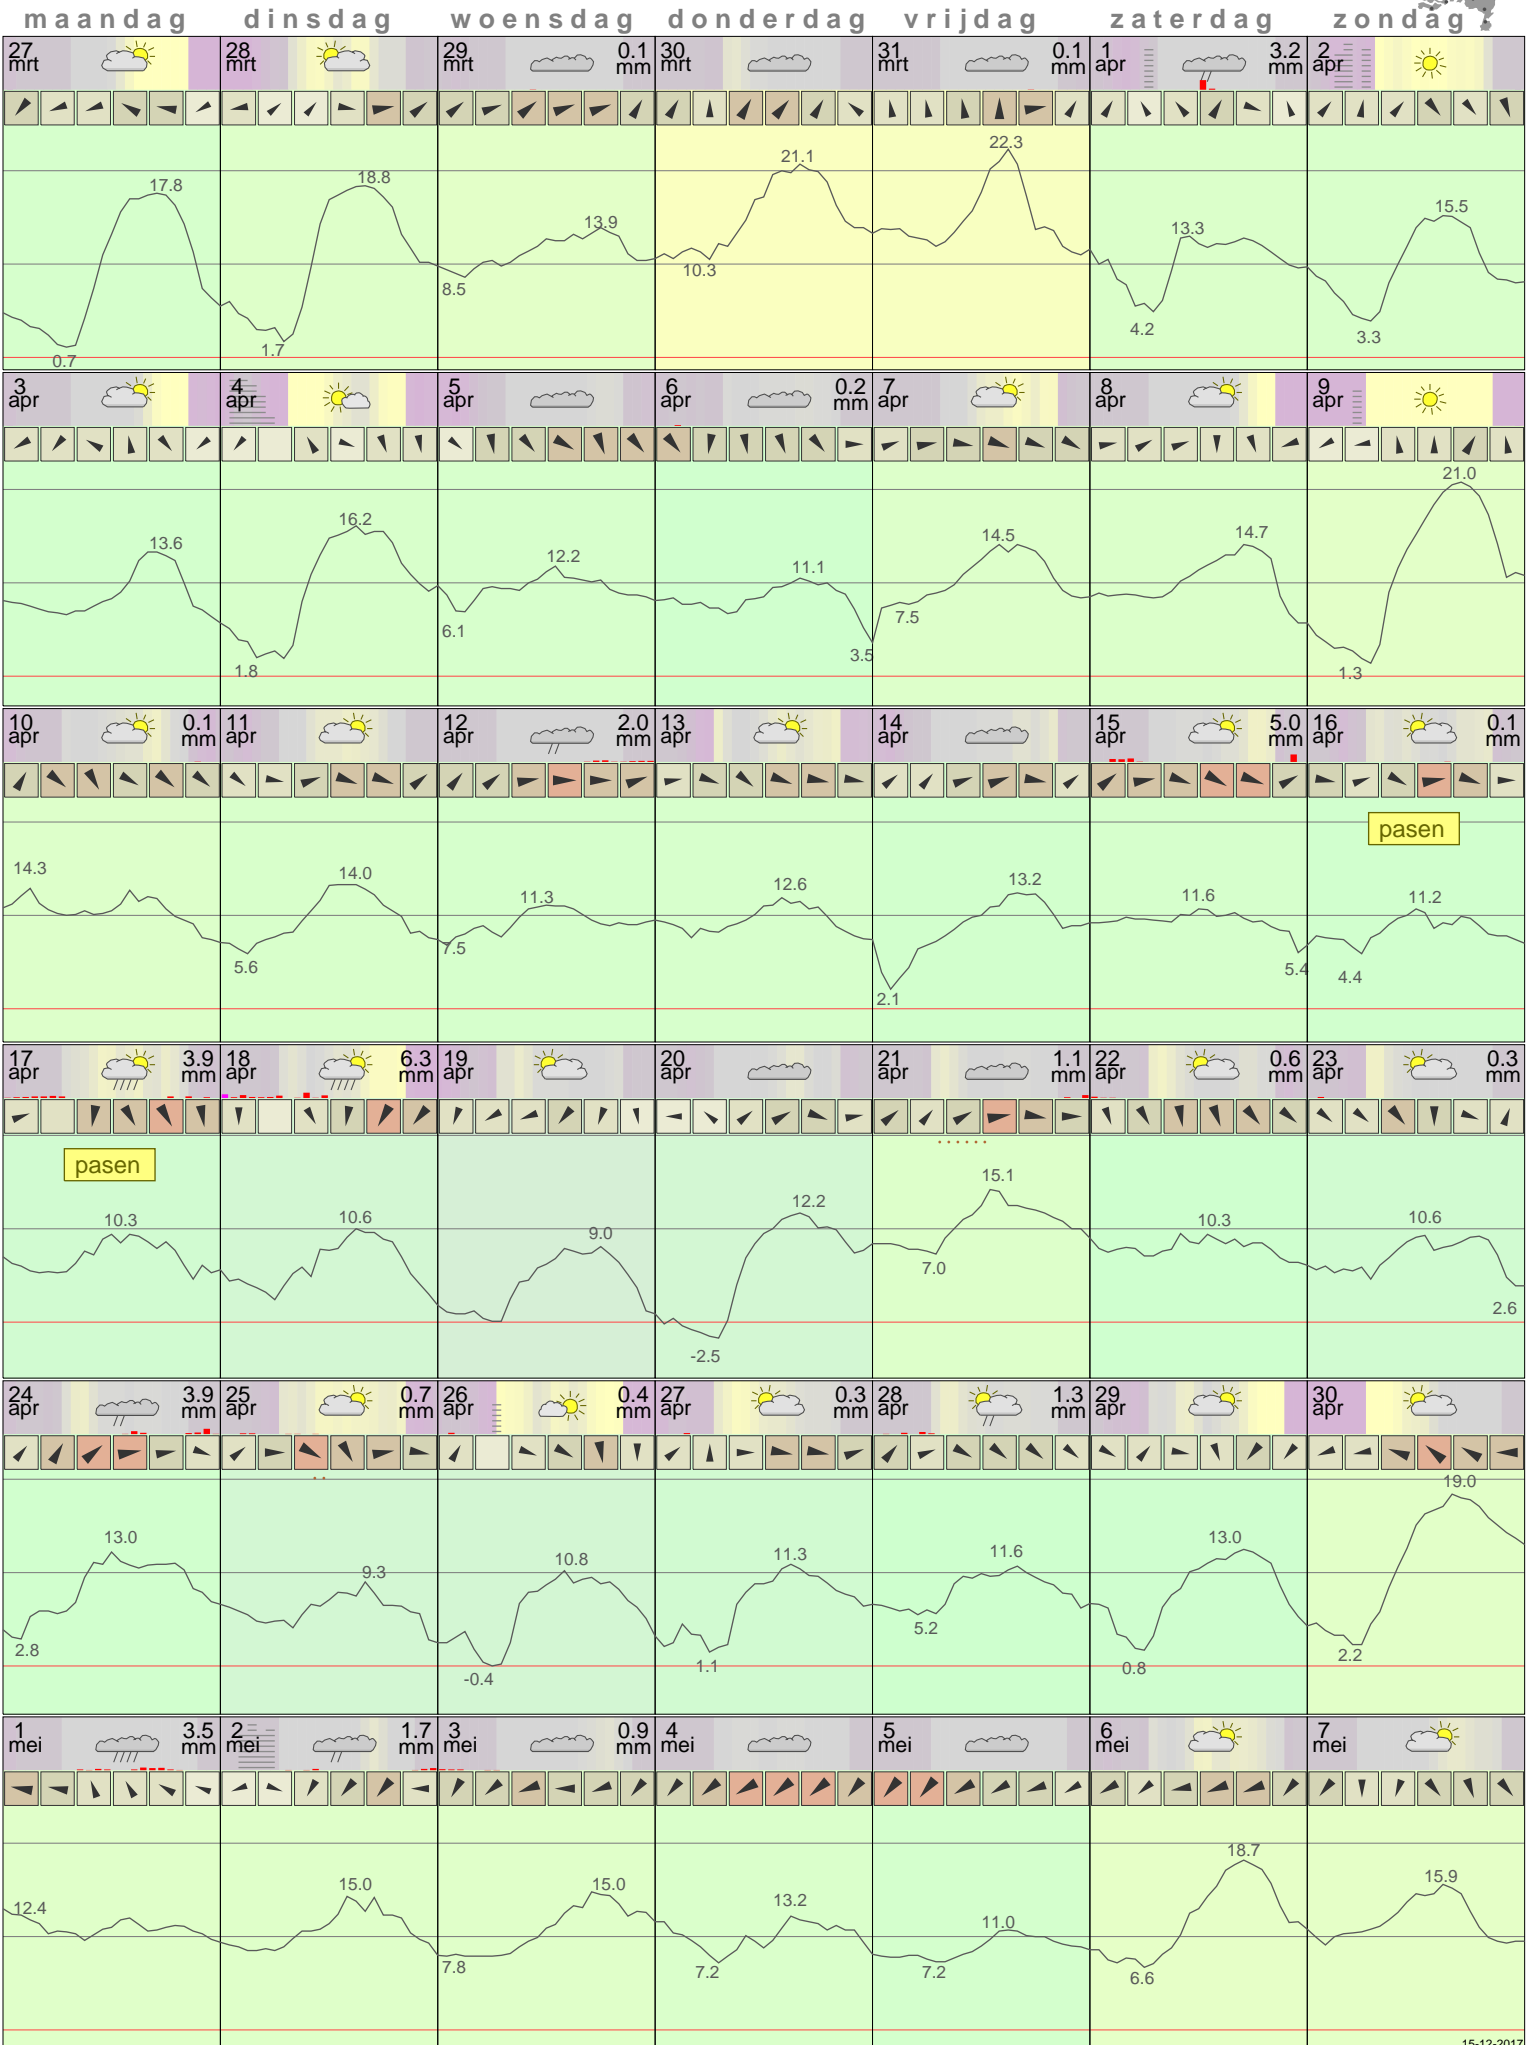 maandag dinsdag woensdag donderdag vrijdag zaterdag zondag
27 28 29 0.1 30 31 0.1 1 3.2 2
mrt mrt mrt mm mrt mrt mm apr mm apr
22.3
21.1
17.8 18.8
15.5
13.9 13.3
10.3
8.5
4.2 3.3
0.7 1.7
3 4 5 6 0.2 7 8 9
apr apr apr apr mm apr apr apr
21.0
16.2
13.6 12.2 11.1 14.5 14.7
7.5
6.1
3.5
1.8 1.3
10 0.1 11 12 2.0 13 14 15 5.0 16 0.1
apr mm apr apr mm apr apr apr mm apr mm
pasen
14.3 14.0 11.3 12.6 13.2 11.6 11.2
7.5
5.6 5.4 4.4
2.1
17 3.9 18 6.3 19 20 21 1.1 22 0.6 23 0.3
apr mm apr mm apr apr apr mm apr mm apr mm
pasen
15.1
12.2
10.3 10.6 9.0 10.3 10.6
7.0
2.6
-2.5
24 3.9 25 0.7 26 0.4 27 0.3 28 1.3 29 30
apr mm apr mm apr mm apr mm apr mm apr apr
19.0
13.0 9.3 10.8 11.3 11.6 13.0
5.2
2.8 2.2
-0.4 1.1 0.8
1 3.5 2 1.7 3 0.9 4 5 6 7
mei mm mei mm mei mm mei mei mei mei
18.7
15.9
12.4 15.0 15.0 13.2 11.0
7.8 7.2 7.2 6.6
15-12-2017